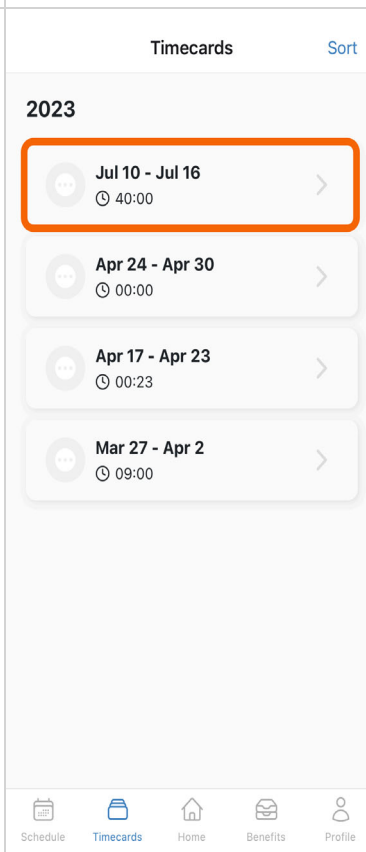 Timecards Sort
2023
Jul 10 - Jul 16
40:00
Apr 24 - Apr 30
00:00
Apr 17 - Apr 23
00:23
Mar 27 - Apr 2
09:00
Schedule Timecards Home Benefits Profile